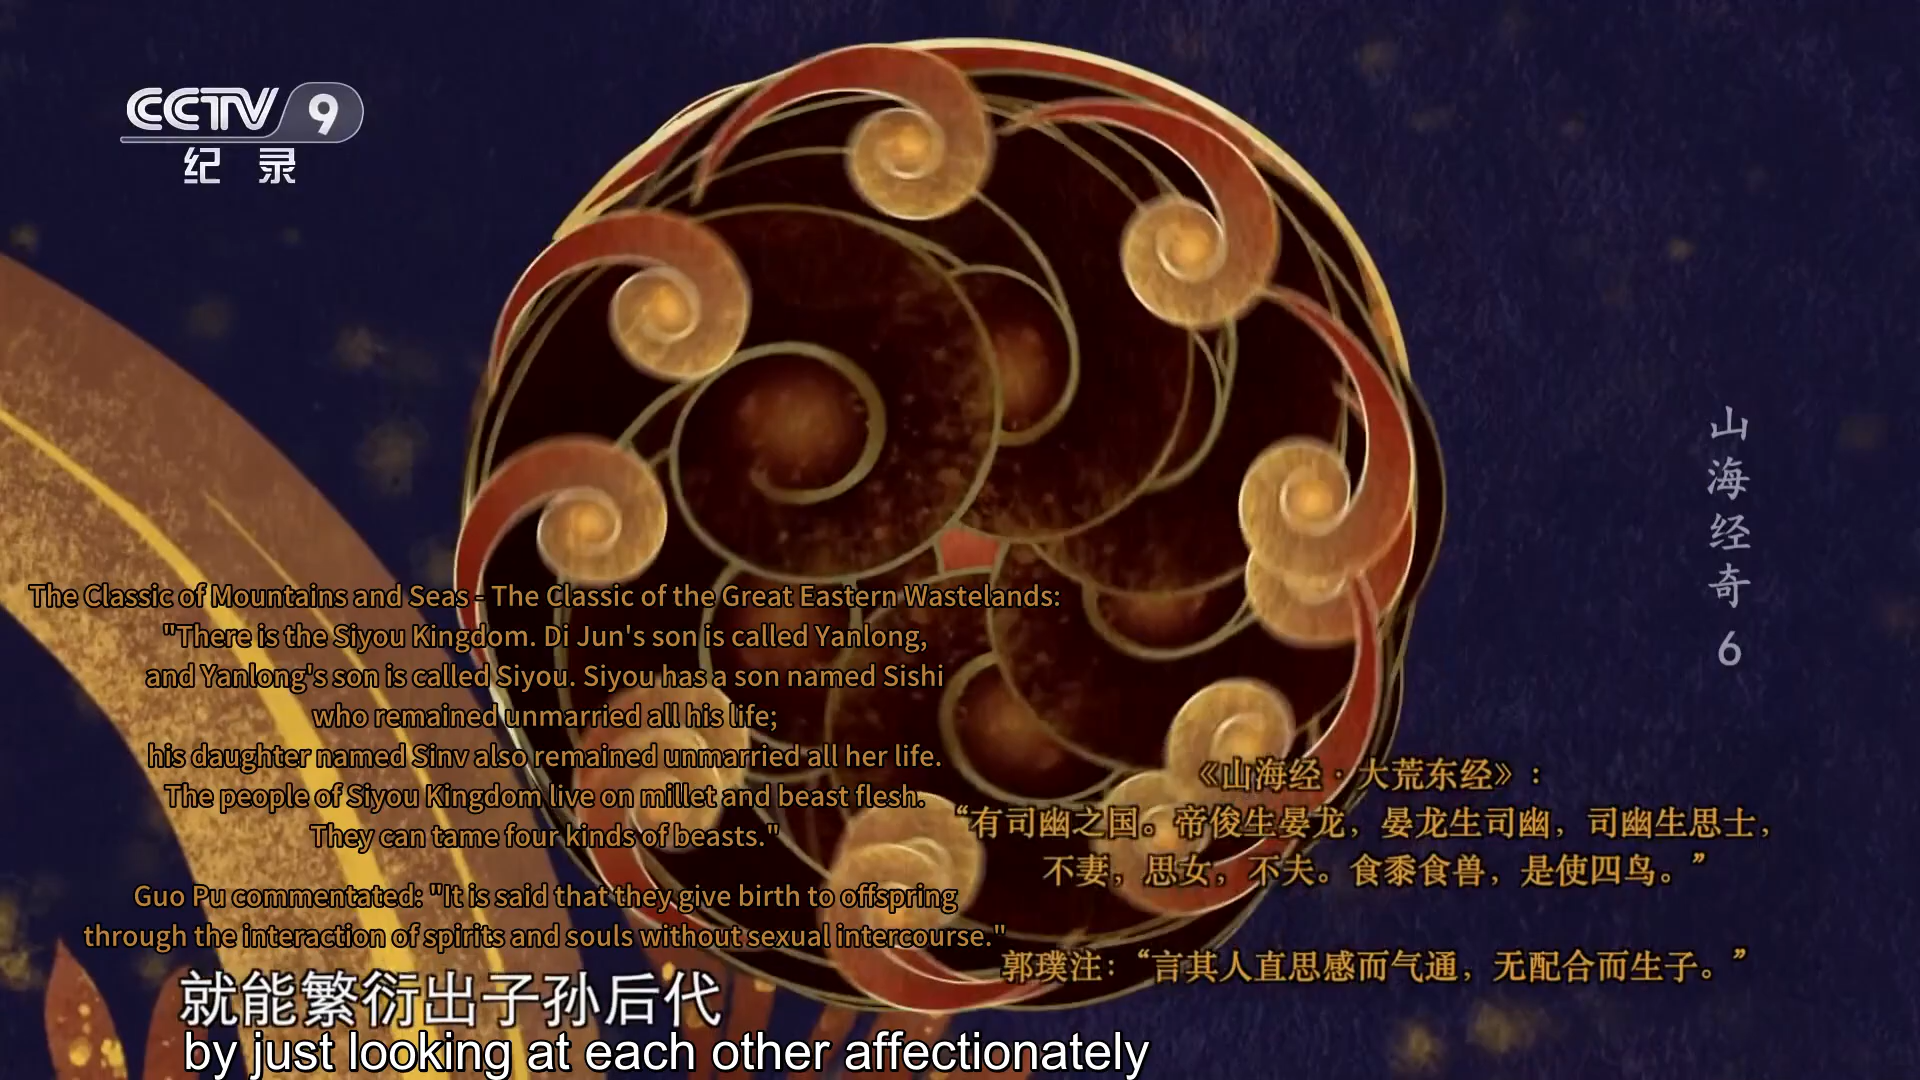 CCTV 9
纪 录
山海经奇 6
The Classic of Mountains and Seas - The Classic of the Great Eastern Wastelands:
"There is the Siyou Kingdom. Di Jun's son is called Yanlong,
and Yanlong's son is called Siyou. Siyou has a son named Sishi
who remained unmarried all his life;
his daughter named Sinv also remained unmarried all her life.
The people of Siyou Kingdom live on millet and beast flesh.
They can tame four kinds of beasts."
Guo Pu commentated: "It is said that they give birth to offspring
through the interaction of spirits and souls without sexual intercourse."
《山海经·大荒东经》:
“有司幽之国。帝俊生晏龙，晏龙生司幽，司幽生思士，
不妻，思女，不夫。食黍食兽，是使四鸟。”
郭璞注：“言其人直思感而气通，无配合而生子。”
就能繁衍出子孙后代
by just looking at each other affectionately